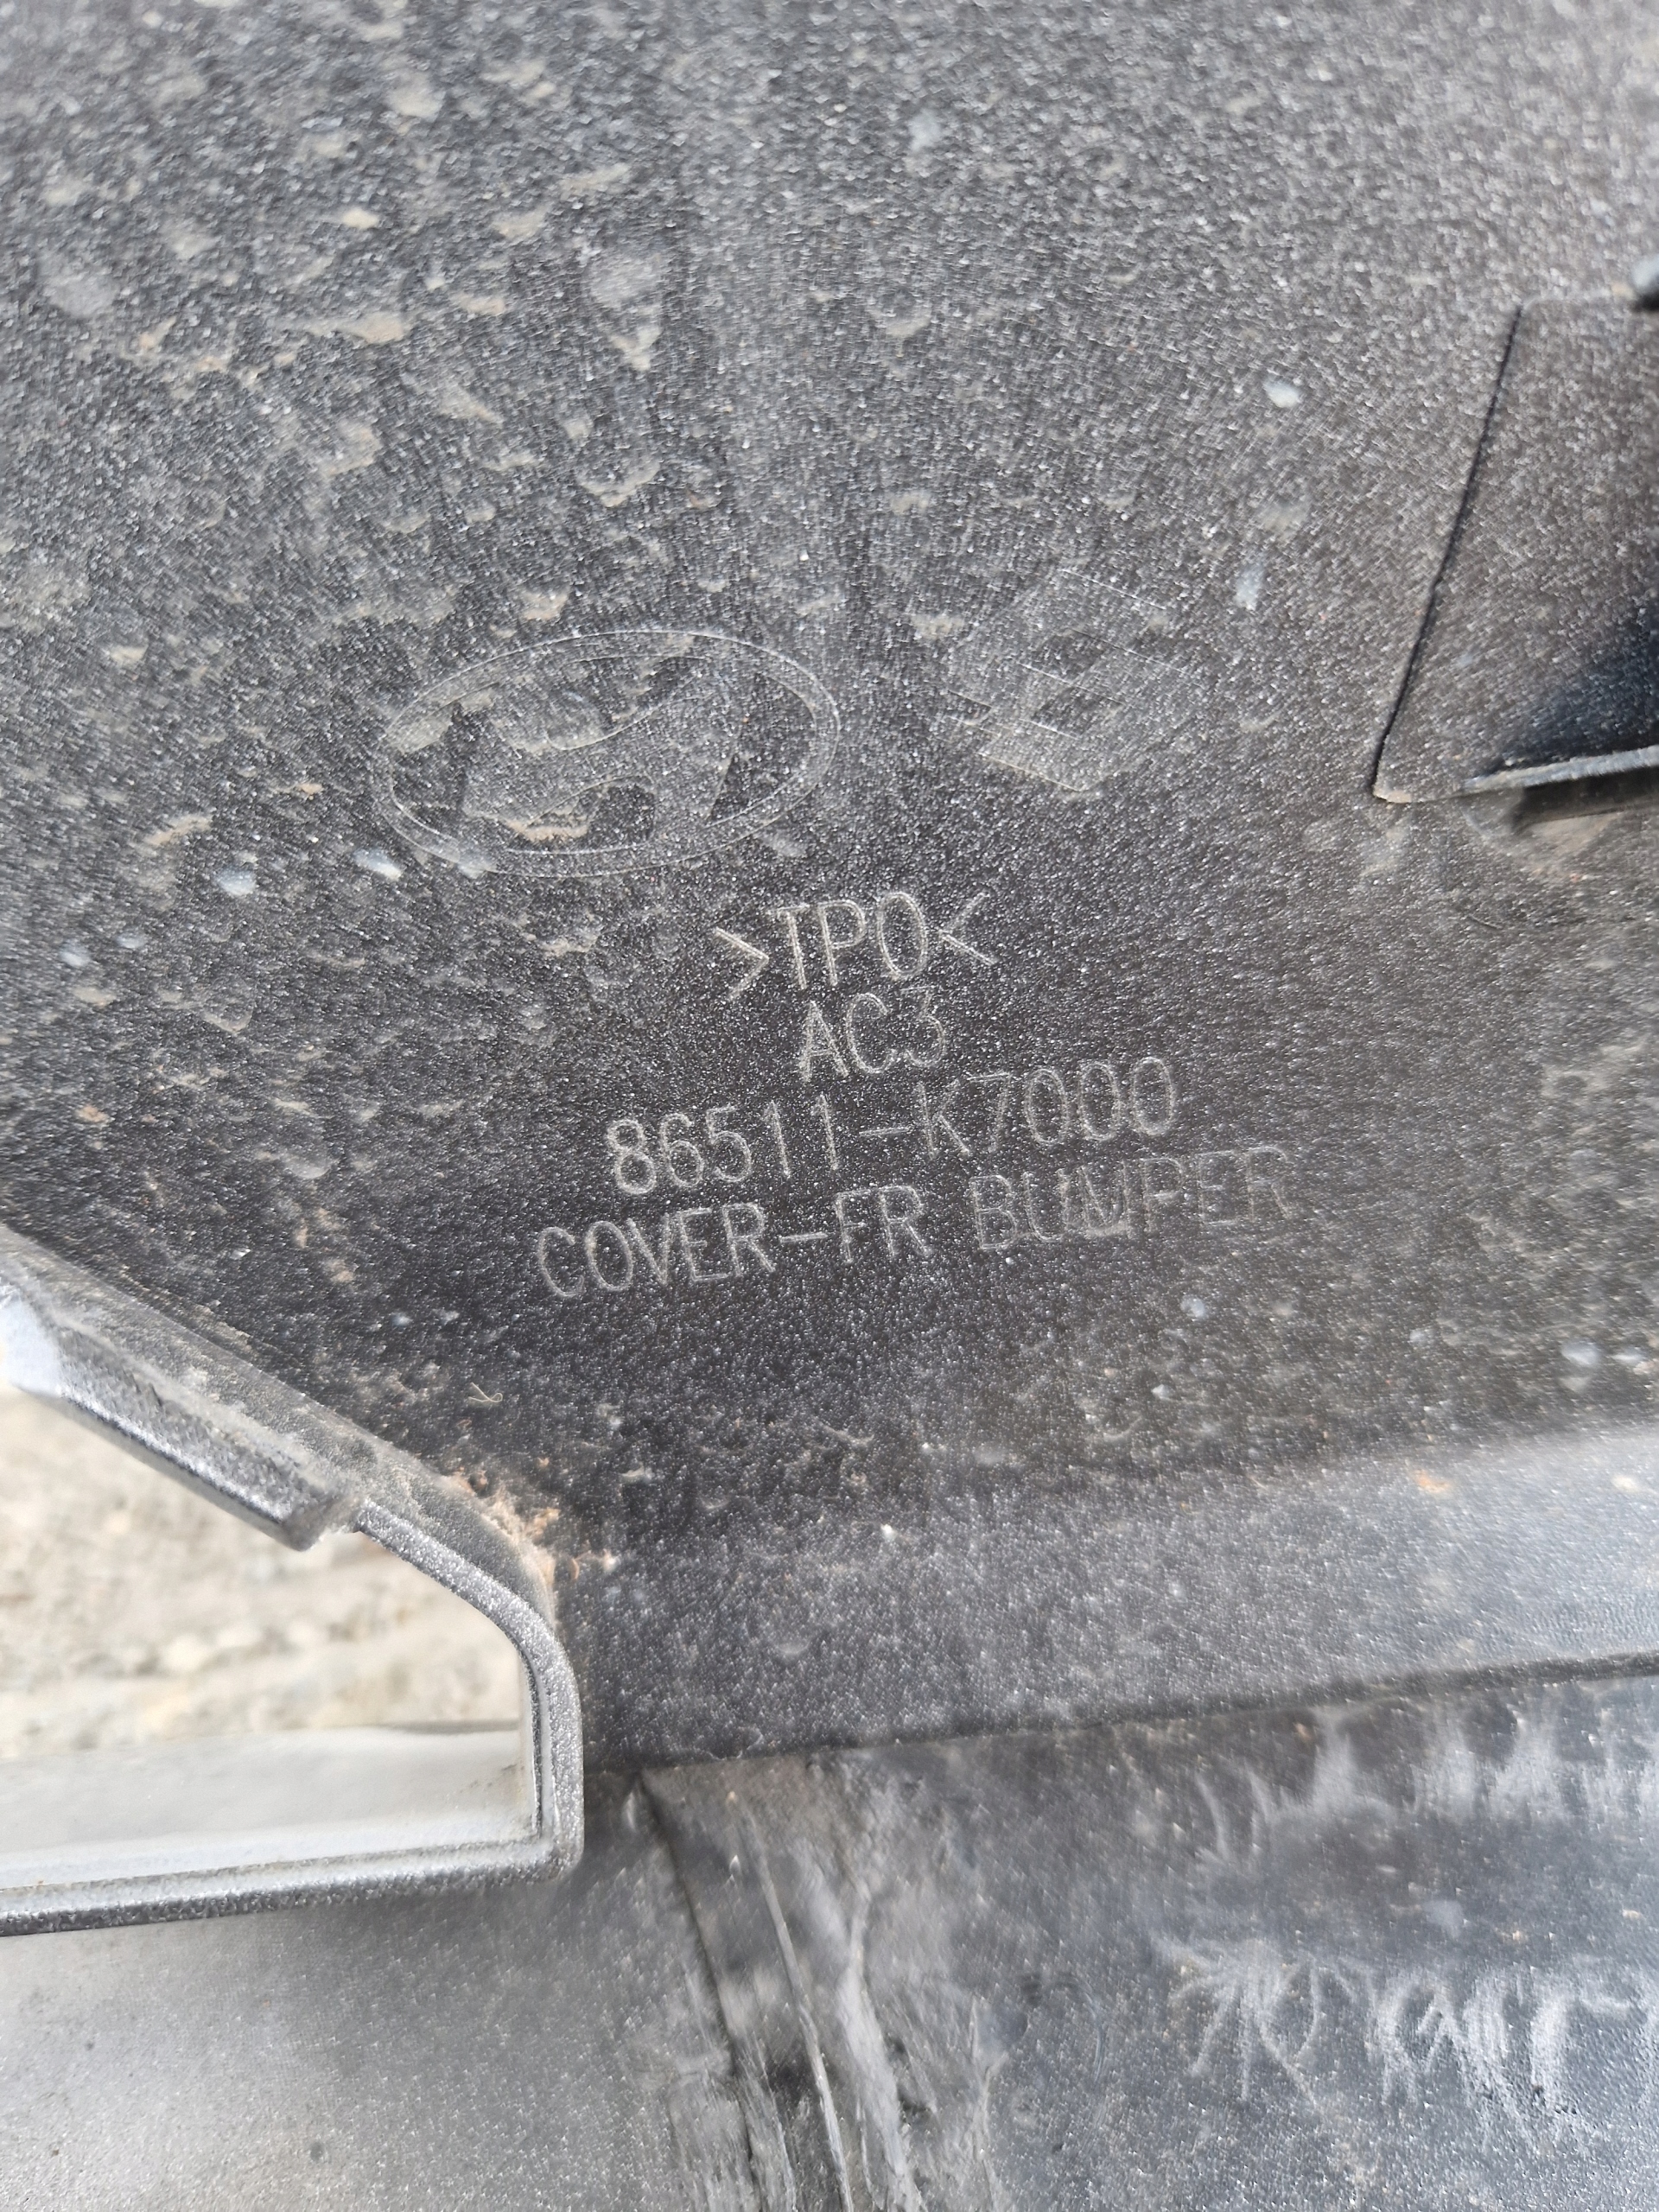 >TPO<
AC3
86511-K7000
COVER-FR BUMPER